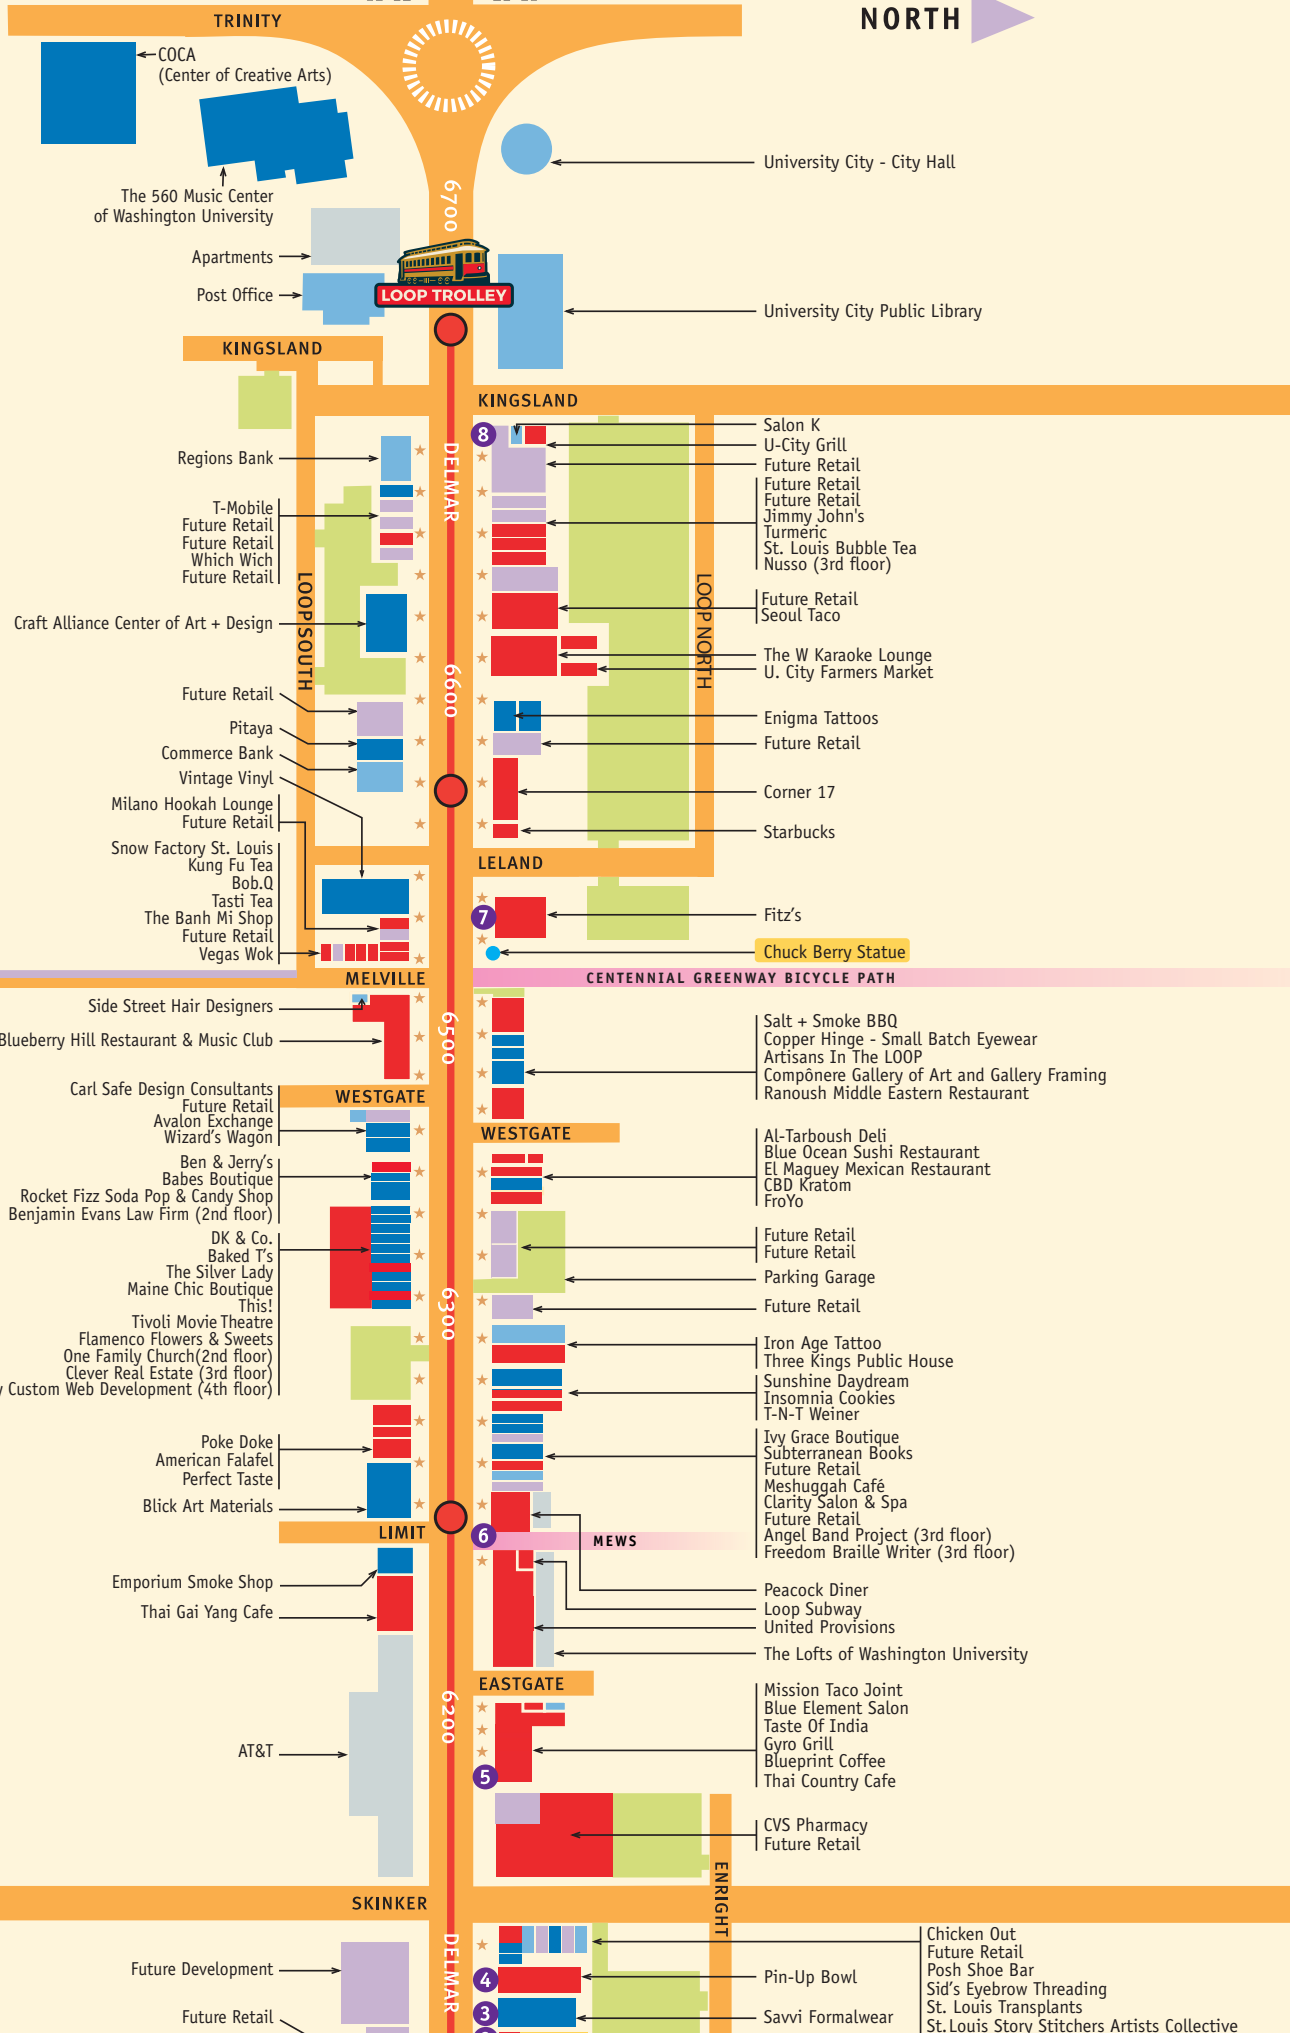 TRINITY
NORTH
COCA
(Center of Creative Arts)
University City - City Hall
The 560 Music Center
of Washington University
6700
Apartments
Post Office
LOOP TROLLEY
University City Public Library
KINGSLAND
KINGSLAND
DELMAR
LOOP SOUTH
LOOP NORTH
Regions Bank
T-Mobile
Future Retail
Future Retail
Which Wich
Future Retail
Craft Alliance Center of Art + Design
Future Retail
Pitaya
Commerce Bank
Vintage Vinyl
Milano Hookah Lounge
Future Retail
Snow Factory St. Louis
Kung Fu Tea
Bob.Q
Tasti Tea
The Banh Mi Shop
Future Retail
Vegas Wok
8
Salon K
U-City Grill
Future Retail
Future Retail
Future Retail
Jimmy John's
Turmeric
St. Louis Bubble Tea
Nusso (3rd floor)
Future Retail
Seoul Taco
The W Karaoke Lounge
U. City Farmers Market
6600
Enigma Tattoos
Future Retail
Corner 17
Starbucks
LELAND
7
Fitz's
Chuck Berry Statue
MELVILLE
CENTENNIAL GREENWAY BICYCLE PATH
Side Street Hair Designers
Blueberry Hill Restaurant & Music Club
6500
Salt + Smoke BBQ
Copper Hinge - Small Batch Eyewear
Artisans In The LOOP
Compônere Gallery of Art and Gallery Framing
Ranoush Middle Eastern Restaurant
WESTGATE
WESTGATE
Carl Safe Design Consultants
Future Retail
Avalon Exchange
Wizard's Wagon
Ben & Jerry's
Babes Boutique
Rocket Fizz Soda Pop & Candy Shop
Benjamin Evans Law Firm (2nd floor)
DK & Co.
Baked T's
The Silver Lady
Maine Chic Boutique
This!
Tivoli Movie Theatre
Flamenco Flowers & Sweets
One Family Church(2nd floor)
Clever Real Estate (3rd floor)
y Custom Web Development (4th floor)
Al-Tarboush Deli
Blue Ocean Sushi Restaurant
El Maguey Mexican Restaurant
CBD Kratom
FroYo
Future Retail
Future Retail
Parking Garage
Future Retail
6300
Iron Age Tattoo
Three Kings Public House
Sunshine Daydream
Insomnia Cookies
T-N-T Weiner
Ivy Grace Boutique
Subterranean Books
Future Retail
Meshuggah Café
Clarity Salon & Spa
Future Retail
Angel Band Project (3rd floor)
Freedom Braille Writer (3rd floor)
Poke Doke
American Falafel
Perfect Taste
Blick Art Materials
LIMIT
6
MEWS
Emporium Smoke Shop
Thai Gai Yang Cafe
Peacock Diner
Loop Subway
United Provisions
The Lofts of Washington University
EASTGATE
6200
AT&T
Mission Taco Joint
Blue Element Salon
Taste Of India
Gyro Grill
Blueprint Coffee
Thai Country Cafe
5
CVS Pharmacy
Future Retail
ENRIGHT
SKINKER
DELMAR
Future Development
Future Retail
4
Pin-Up Bowl
3
Savvi Formalwear
Chicken Out
Future Retail
Posh Shoe Bar
Sid's Eyebrow Threading
St. Louis Transplants
St. Louis Story Stitchers Artists Collective